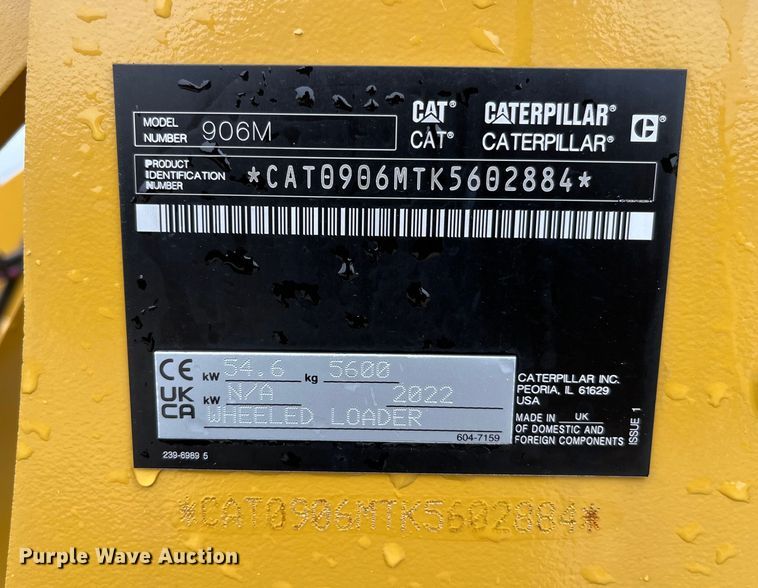 MODEL NUMBER 906M
CAT® CATERPILLAR®
CAT® CATERPILLAR®
PRODUCT IDENTIFICATION NUMBER *CAT0906MTK5602884*
CE kW 54.6 kg 5600
UKCA kW N/A 2022
WHEELED LOADER
604-7159
CATERPILLAR INC.
PEORIA, IL 61629
USA
MADE IN UK
OF DOMESTIC AND
FOREIGN COMPONENTS
ISSUE 1
239-6989 5
*CAT0906MTK5602884*
Purple Wave Auction